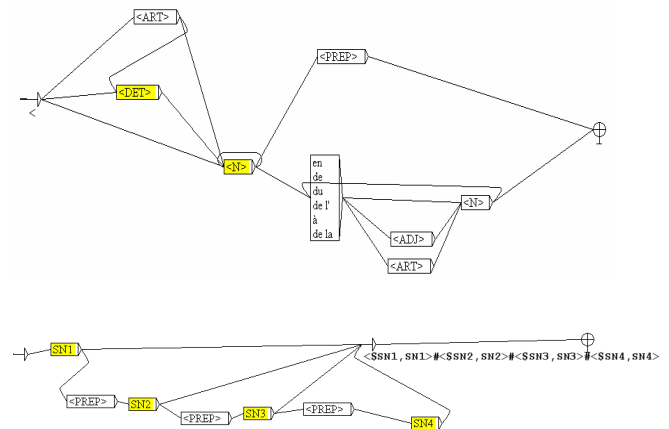 <ART>
<PREP>
<DET>
<
<N>
en
de
du
de l'
à
de la
<N>
<ADJ>
<ART>
1
SN1
<$SN1,SN1>#<$SN2,SN2>#<$SN3,SN3>#<$SN4,SN4>
<PREP>
SN2
<PREP>
SN3
<PREP>
SN4